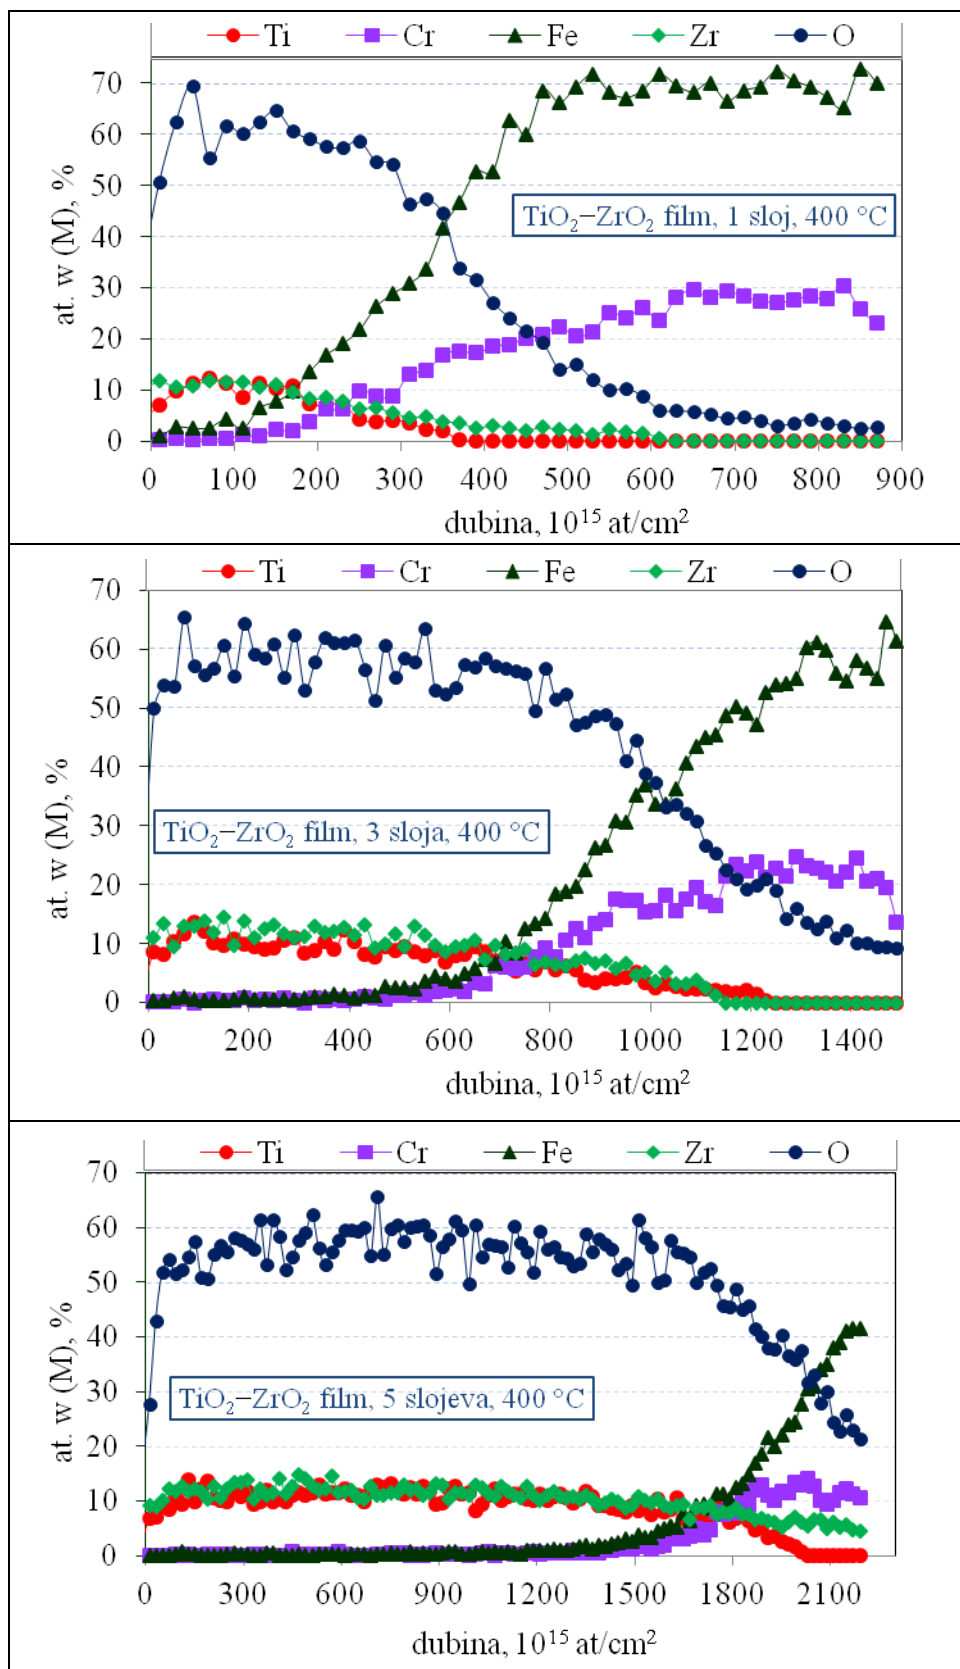 Ti Cr Fe Zr O
70
60
50
40
30
20
10
0
at. w (M), %
TiO₂−ZrO₂ film, 1 sloj, 400 °C
0 100 200 300 400 500 600 700 800 900
dubina, 10¹⁵ at/cm²
Ti Cr Fe Zr O
70
60
50
40
30
20
10
0
at. w (M), %
TiO₂−ZrO₂ film, 3 sloja, 400 °C
0 200 400 600 800 1000 1200 1400
dubina, 10¹⁵ at/cm²
Ti Cr Fe Zr O
70
60
50
40
30
20
10
0
at. w (M), %
TiO₂−ZrO₂ film, 5 slojeva, 400 °C
0 300 600 900 1200 1500 1800 2100
dubina, 10¹⁵ at/cm²